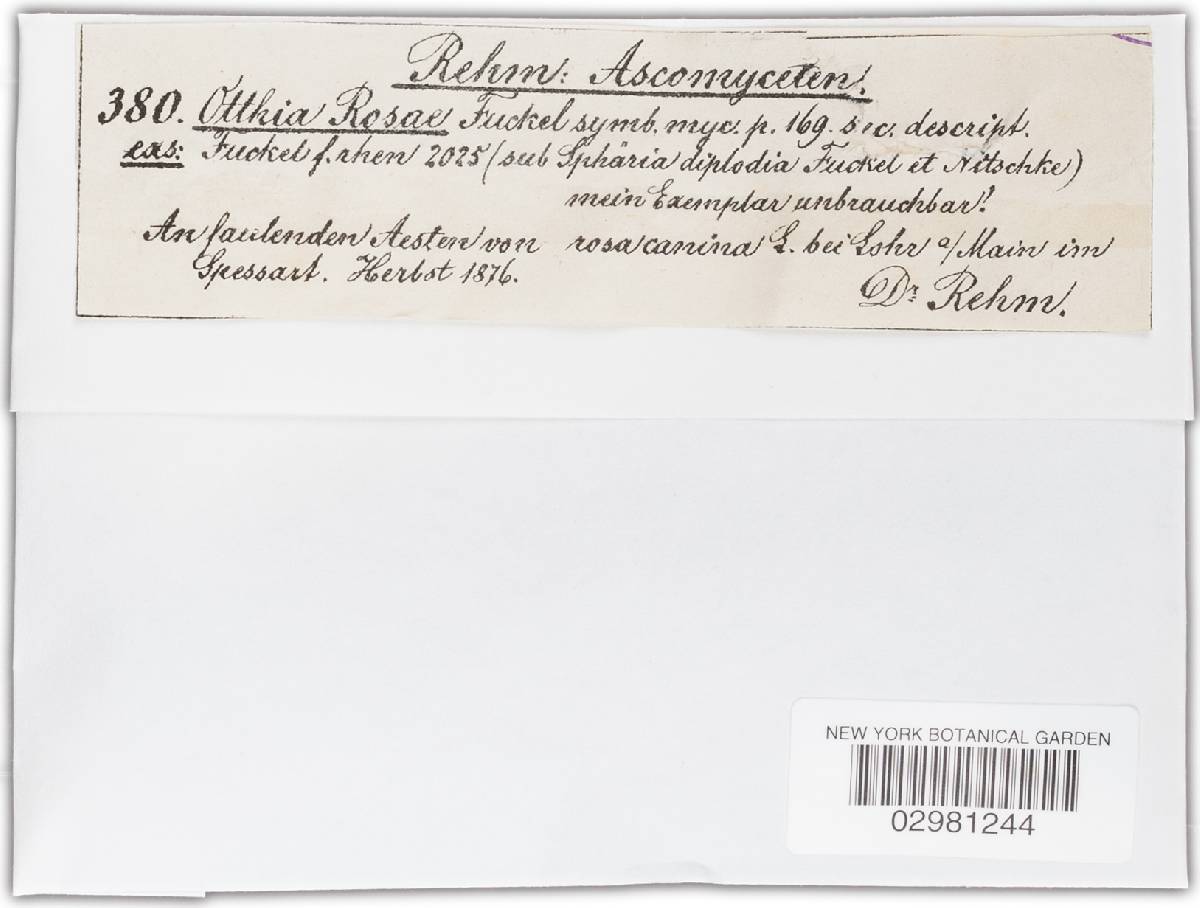 Rehm: Ascomyceten.
380. Otthia Rosae Fuckel symb. myc. p. 169. sec. descript.
exs: Fuckel f. rhen 2025 (sub Sphäria diplodia Fuckel et Nitschke)
mein Exemplar unbrauchbar!
An faulenden Aesten von rosa canina L. bei Lohr a/Main im
Spessart. Herbst 1876.
Dr Rehm.
NEW YORK BOTANICAL GARDEN
02981244